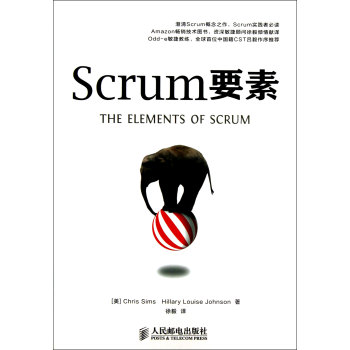 澄清Scrum概念之作,Scrum实践者必读
Amazon畅销技术图书,资深敏捷顾问徐毅倾情献译
Odd-e敏捷教练、全球首位中国籍CST吕毅作序推荐
Scrum要素
THE ELEMENTS OF SCRUM
[美] Chris Sims Hillary Louise Johnson 著
徐毅 译
人民邮电出版社
POSTS & TELECOM PRESS